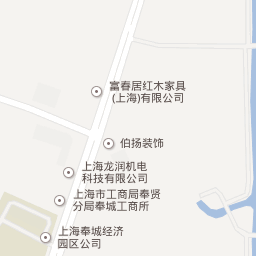 富春居红木家具
(上海)有限公司
伯扬装饰
上海龙润机电
科技有限公司
上海市工商局奉贤
分局奉城工商所
上海奉城经济
园区公司